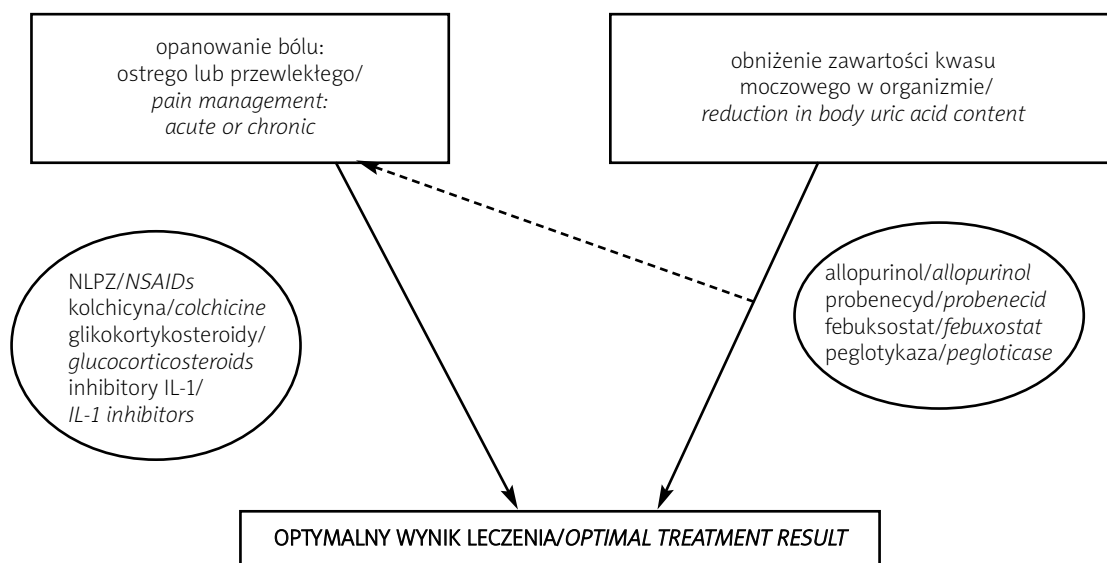 opanowanie bólu:
ostrego lub przewlekłego/
pain management:
acute or chronic
obniżenie zawartości kwasu
moczowego w organizmie/
reduction in body uric acid content
NLPZ/NSAIDs
kolchicyna/colchicine
glikokortykosteroidy/
glucocorticosteroids
inhibitory IL-1/
IL-1 inhibitors
allopurinol/allopurinol
probenecyd/probenecid
febuksostat/febuxostat
peglotykaza/pegloticase
OPTYMALNY WYNIK LECZENIA/OPTIMAL TREATMENT RESULT